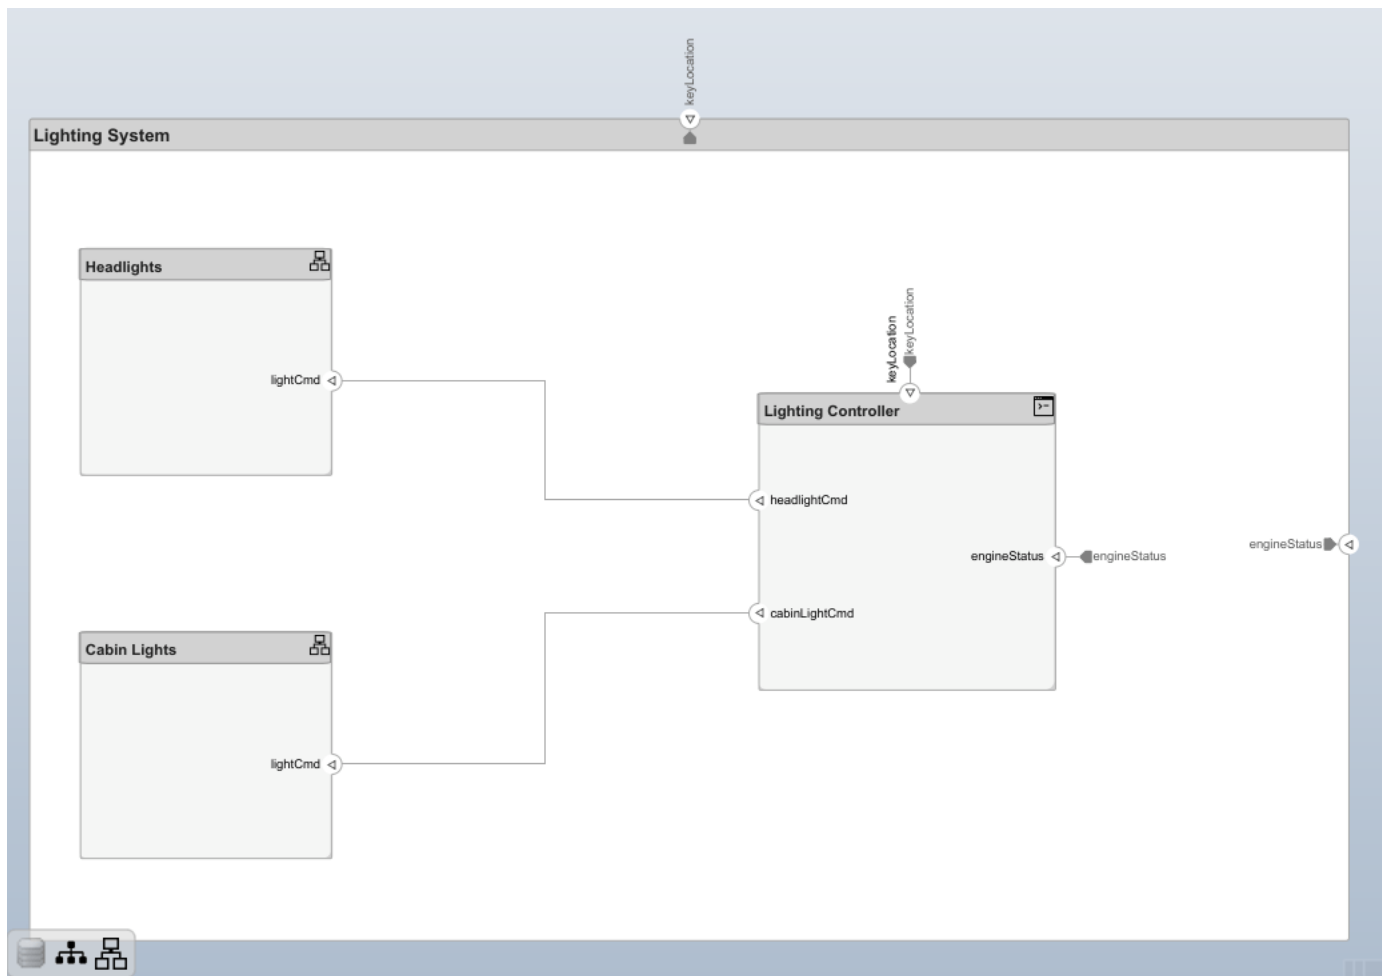 keyLocation
Lighting System
Headlights
lightCmd
keyLocation
keyLocation
Lighting Controller
headlightCmd
engineStatus
engineStatus
engineStatus
cabinLightCmd
Cabin Lights
lightCmd